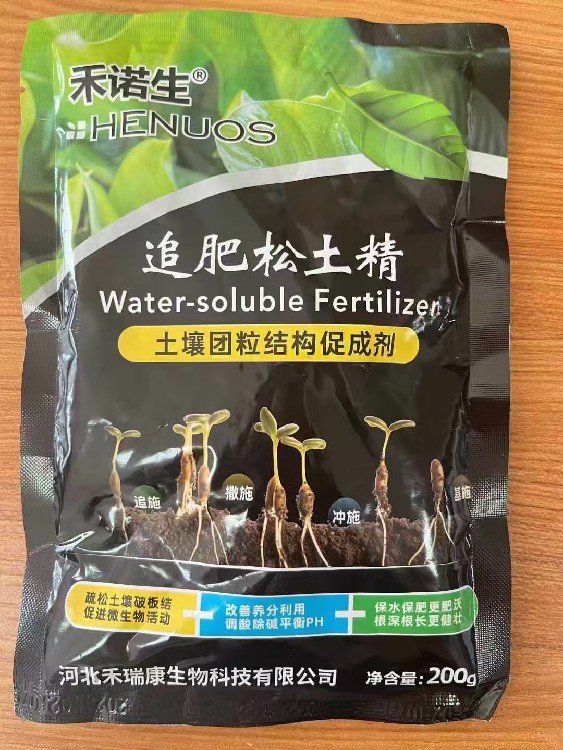 禾诺生®
HENUOS
追肥松土精
Water-soluble Fertilizer
土壤团粒结构促成剂
追施
撒施
冲施
基施
疏松土壤破板结
促进微生物活动
改善养分利用
调酸除碱平衡PH
保水保肥更肥沃
根深根长更健壮
河北禾瑞康生物科技有限公司
净含量：200g